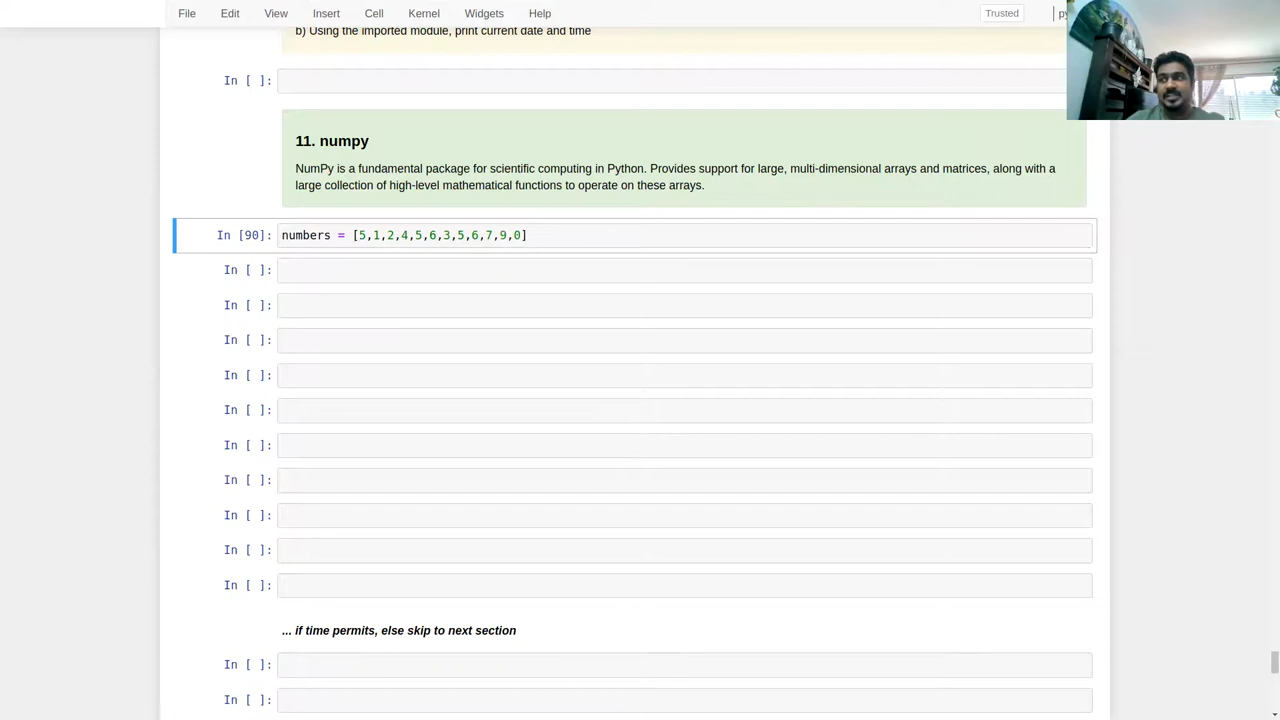 File Edit View Insert Cell Kernel Widgets Help Trusted
b) Using the imported module, print current date and time
In [ ]:
11. numpy
NumPy is a fundamental package for scientific computing in Python. Provides support for large, multi-dimensional arrays and matrices, along with a
large collection of high-level mathematical functions to operate on these arrays.
In [90]: numbers = [5,1,2,4,5,6,3,5,6,7,9,0]
In [ ]:
In [ ]:
In [ ]:
In [ ]:
In [ ]:
In [ ]:
In [ ]:
In [ ]:
In [ ]:
In [ ]:
... if time permits, else skip to next section
In [ ]:
In [ ]: